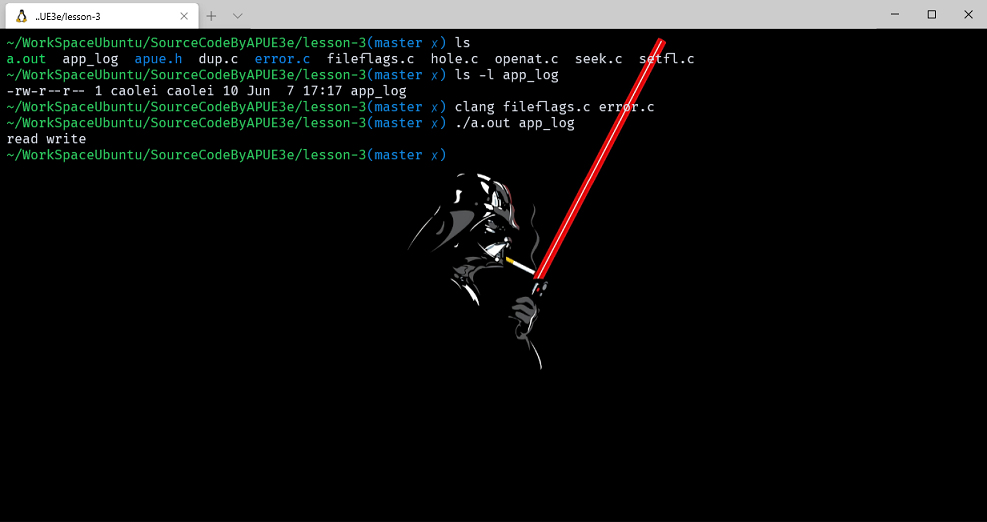 ..UE3e/lesson-3
~/WorkSpaceUbuntu/SourceCodeByAPUE3e/lesson-3(master x) ls
a.out  app_log  apue.h  dup.c  error.c  fileflags.c  hole.c  openat.c  seek.c  setfl.c
~/WorkSpaceUbuntu/SourceCodeByAPUE3e/lesson-3(master x) ls -l app_log
-rw-r--r-- 1 caolei caolei 10 Jun  7 17:17 app_log
~/WorkSpaceUbuntu/SourceCodeByAPUE3e/lesson-3(master x) clang fileflags.c error.c
~/WorkSpaceUbuntu/SourceCodeByAPUE3e/lesson-3(master x) ./a.out app_log
read write
~/WorkSpaceUbuntu/SourceCodeByAPUE3e/lesson-3(master x)